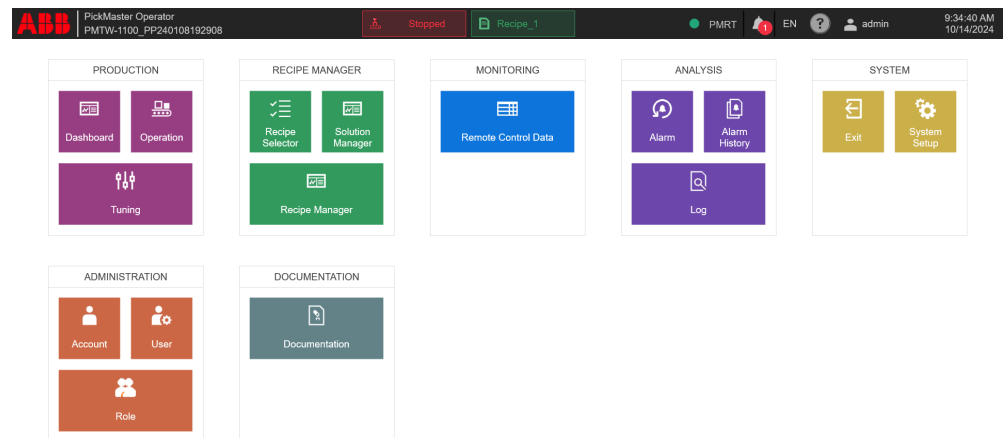 ABB
PickMaster Operator
PMTW-1100_PP240108192908
Stopped
Recipe_1
PMRT
1
EN
?
admin
9:34:40 AM
10/14/2024
PRODUCTION
Dashboard
Operation
Tuning
RECIPE MANAGER
Recipe
Selector
Solution
Manager
Recipe Manager
MONITORING
Remote Control Data
ANALYSIS
Alarm
Alarm
History
Log
SYSTEM
Exit
System
Setup
ADMINISTRATION
Account
User
Role
DOCUMENTATION
Documentation